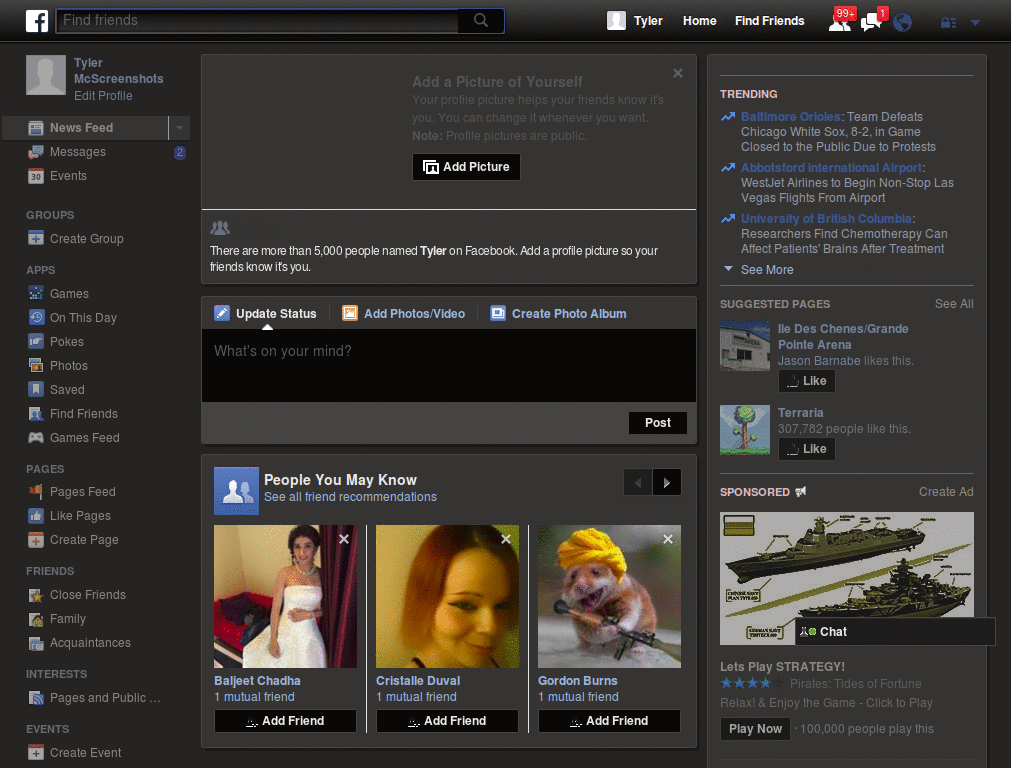 Find friends
Tyler
Home
Find Friends
99+
1
Tyler
McScreenshots
Edit Profile
News Feed
Messages
2
30
Events
GROUPS
Create Group
APPS
Games
On This Day
Pokes
Photos
Saved
Find Friends
Games Feed
PAGES
Pages Feed
Like Pages
Create Page
FRIENDS
Close Friends
Family
Acquaintances
INTERESTS
Pages and Public ...
EVENTS
Create Event
Add a Picture of Yourself
Your profile picture helps your friends know it's
you. You can change it whenever you want.
Note: Profile pictures are public.
Add Picture
There are more than 5,000 people named Tyler on Facebook. Add a profile picture so your
friends know it's you.
Update Status
Add Photos/Video
Create Photo Album
What's on your mind?
Post
People You May Know
See all friend recommendations
Baljeet Chadha
1 mutual friend
Add Friend
Cristalle Duval
1 mutual friend
Add Friend
Gordon Burns
1 mutual friend
Add Friend
TRENDING
Baltimore Orioles: Team Defeats
Chicago White Sox, 8-2, in Game
Closed to the Public Due to Protests
Abbotsford International Airport:
WestJet Airlines to Begin Non-Stop Las
Vegas Flights From Airport
University of British Columbia:
Researchers Find Chemotherapy Can
Affect Patients' Brains After Treatment
See More
SUGGESTED PAGES
See All
Ile Des Chenes/Grande
Pointe Arena
Jason Barnabe likes this.
Like
Terraria
307,782 people like this.
Like
SPONSORED
Create Ad
Chat
Lets Play STRATEGY!
Pirates: Tides of Fortune
Relax! & Enjoy the Game - Click to Play
Play Now
· 100,000 people play this